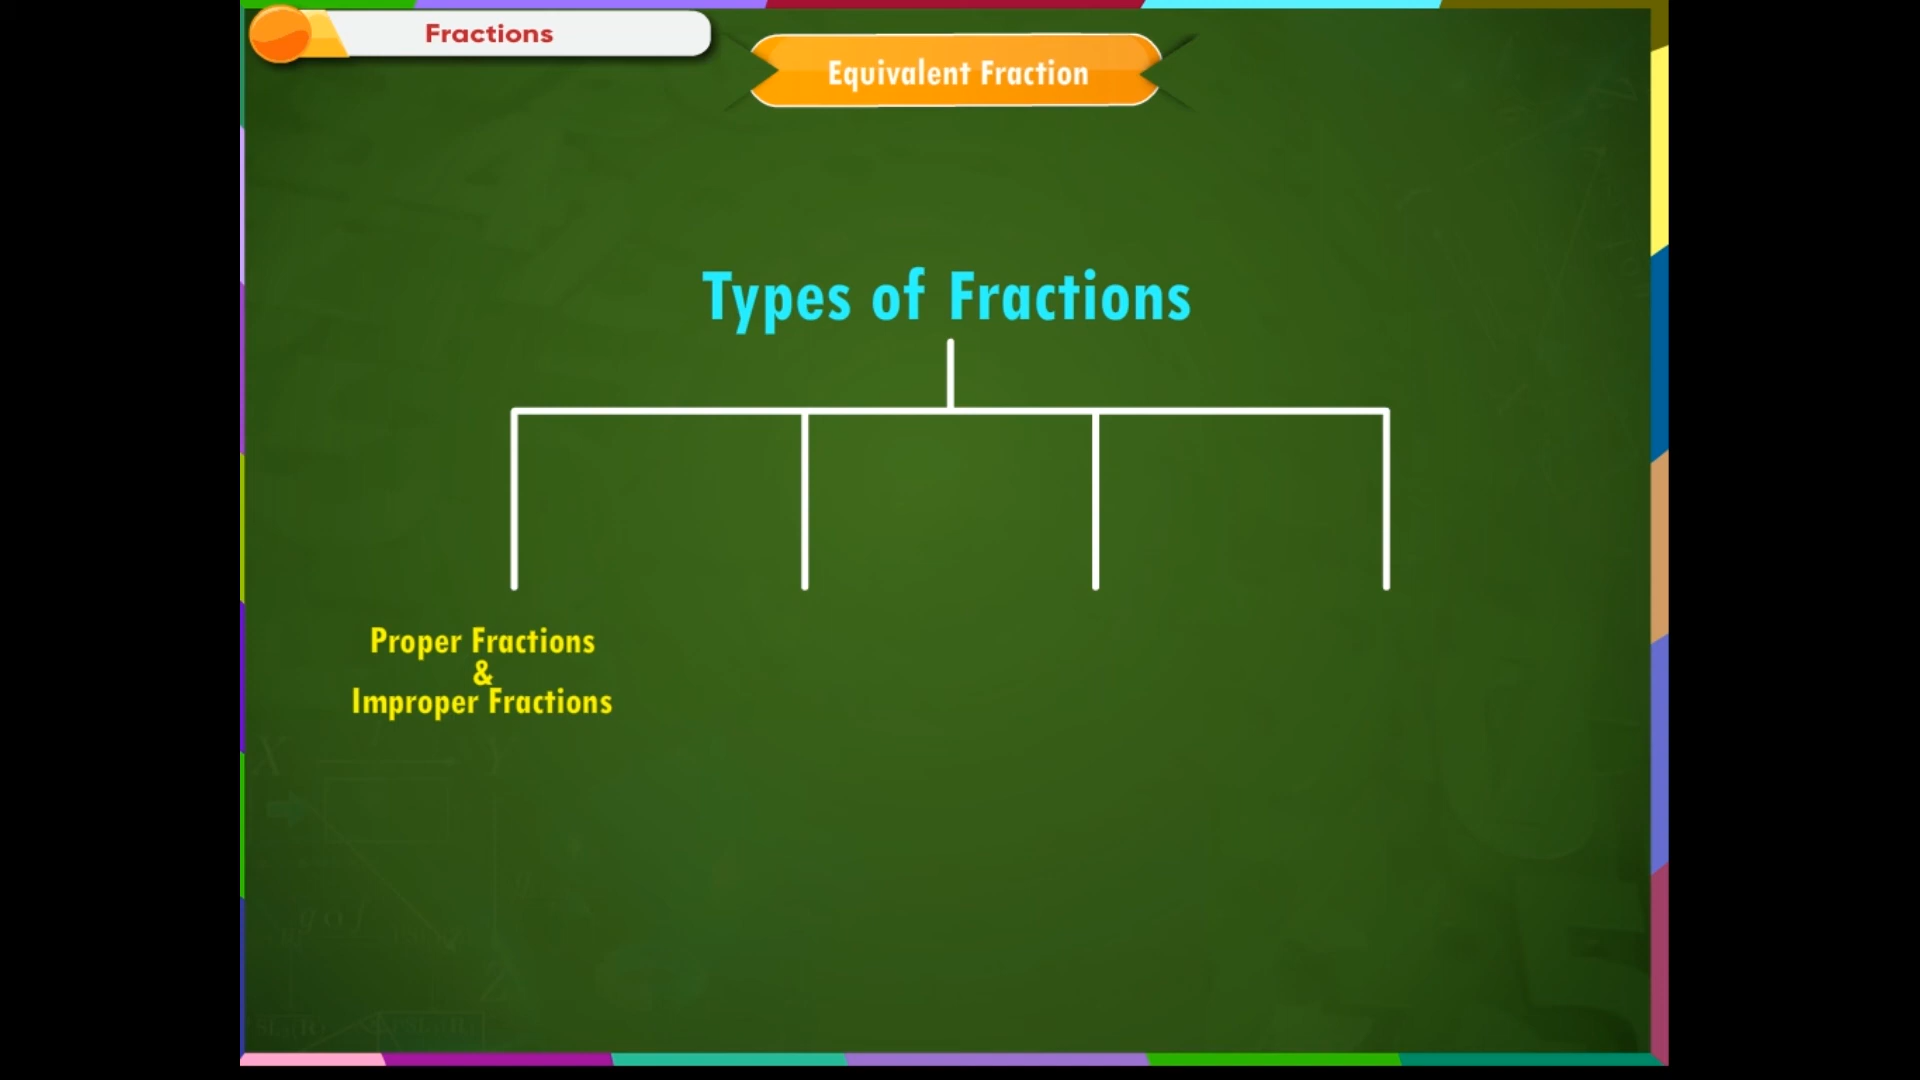 Fractions
Equivalent Fraction
Types of Fractions
Proper Fractions
&
Improper Fractions